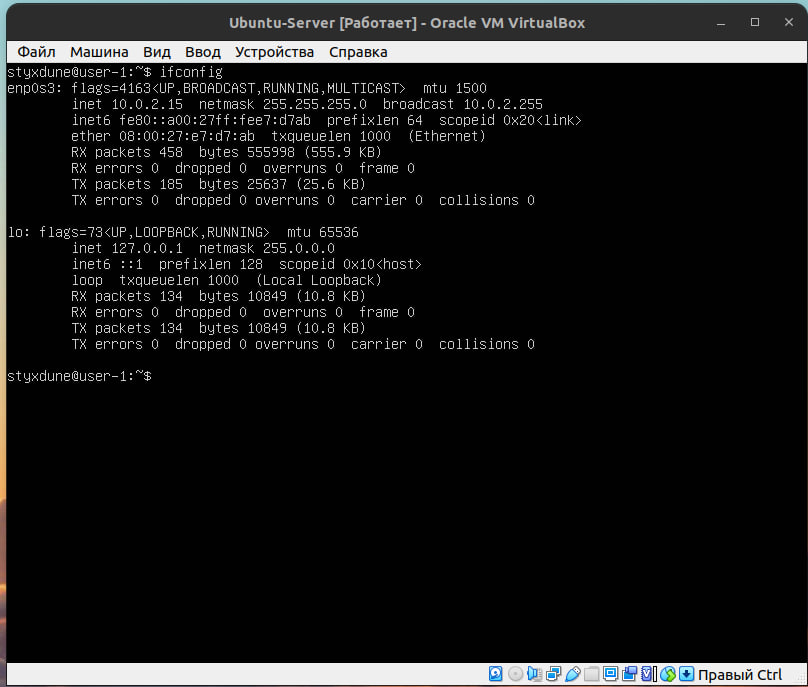 Ubuntu-Server [Работает] - Oracle VM VirtualBox
Файл Машина Вид Ввод Устройства Справка
styxdune@user-1:~$ ifconfig
enp0s3: flags=4163<UP,BROADCAST,RUNNING,MULTICAST>  mtu 1500
        inet 10.0.2.15  netmask 255.255.255.0  broadcast 10.0.2.255
        inet6 fe80::a00:27ff:fee7:d7ab  prefixlen 64  scopeid 0x20<link>
        ether 08:00:27:e7:d7:ab  txqueuelen 1000  (Ethernet)
        RX packets 458  bytes 555998 (555.9 KB)
        RX errors 0  dropped 0  overruns 0  frame 0
        TX packets 185  bytes 25637 (25.6 KB)
        TX errors 0  dropped 0 overruns 0  carrier 0  collisions 0
lo: flags=73<UP,LOOPBACK,RUNNING>  mtu 65536
        inet 127.0.0.1  netmask 255.0.0.0
        inet6 ::1  prefixlen 128  scopeid 0x10<host>
        loop  txqueuelen 1000  (Local Loopback)
        RX packets 134  bytes 10849 (10.8 KB)
        RX errors 0  dropped 0  overruns 0  frame 0
        TX packets 134  bytes 10849 (10.8 KB)
        TX errors 0  dropped 0 overruns 0  carrier 0  collisions 0
styxdune@user-1:~$
Правый Ctrl